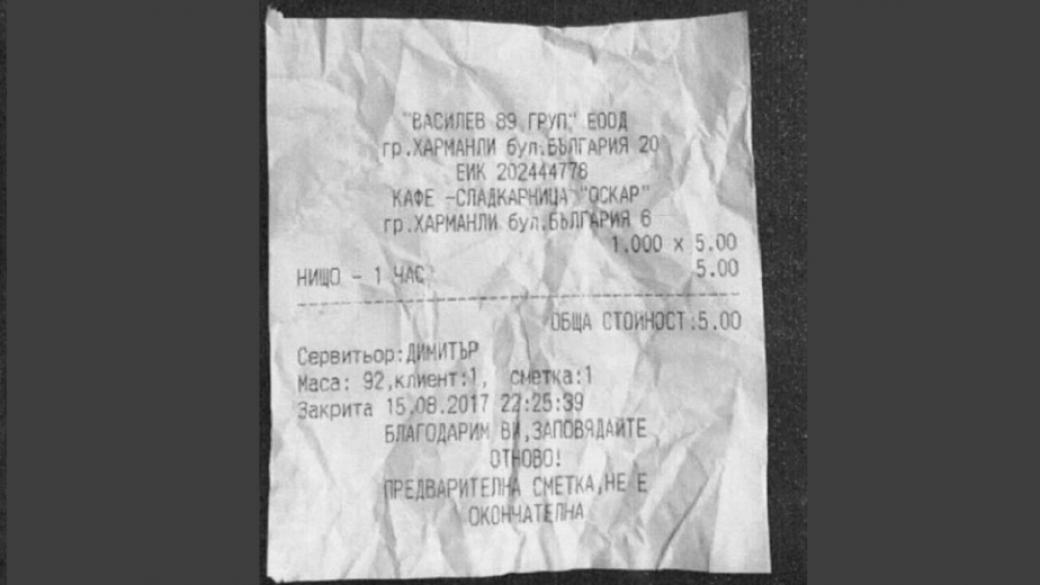 "ВАСИЛЕВ 89 ГРУП" ЕООД
гр.ХАРМАНЛИ бул.БЪЛГАРИЯ 20
ЕИК 202444778
КАФЕ -СЛАДКАРНИЦА "ОСКАР"
гр.ХАРМАНЛИ бул.БЪЛГАРИЯ 6
1.000 x 5.00
НИЩО - 1 ЧАС 5.00
ОБЩА СТОЙНОСТ:5.00
Сервитьор:ДИМИТЪР
Маса: 92,клиент:1, сметка:1
Закрита 15.08.2017 22:25:39
БЛАГОДАРИМ ВИ,ЗАПОВЯДАЙТЕ
ОТНОВО!
ПРЕДВАРИТЕЛНА СМЕТКА,НЕ Е
ОКОНЧАТЕЛНА